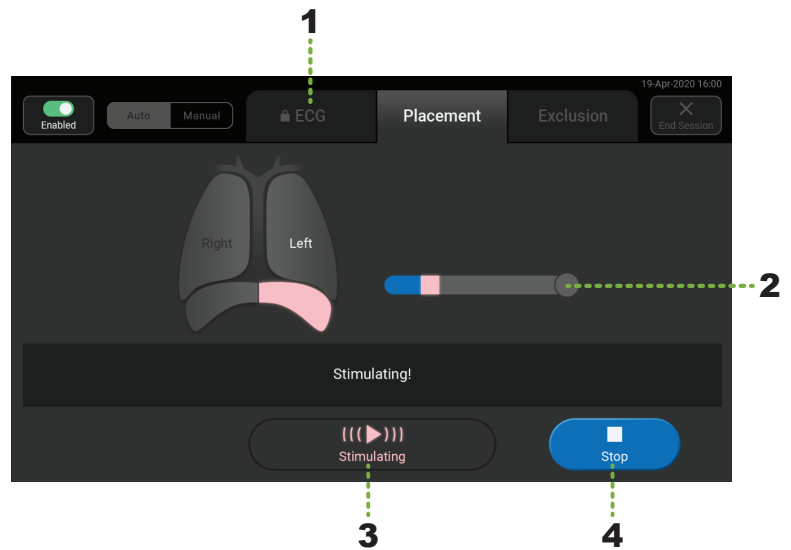 1
19-Apr-2020 16:00
Enabled
Auto Manual
ECG
Placement
Exclusion
End Session
Right
Left
2
Stimulating!
Stimulating
Stop
3
4